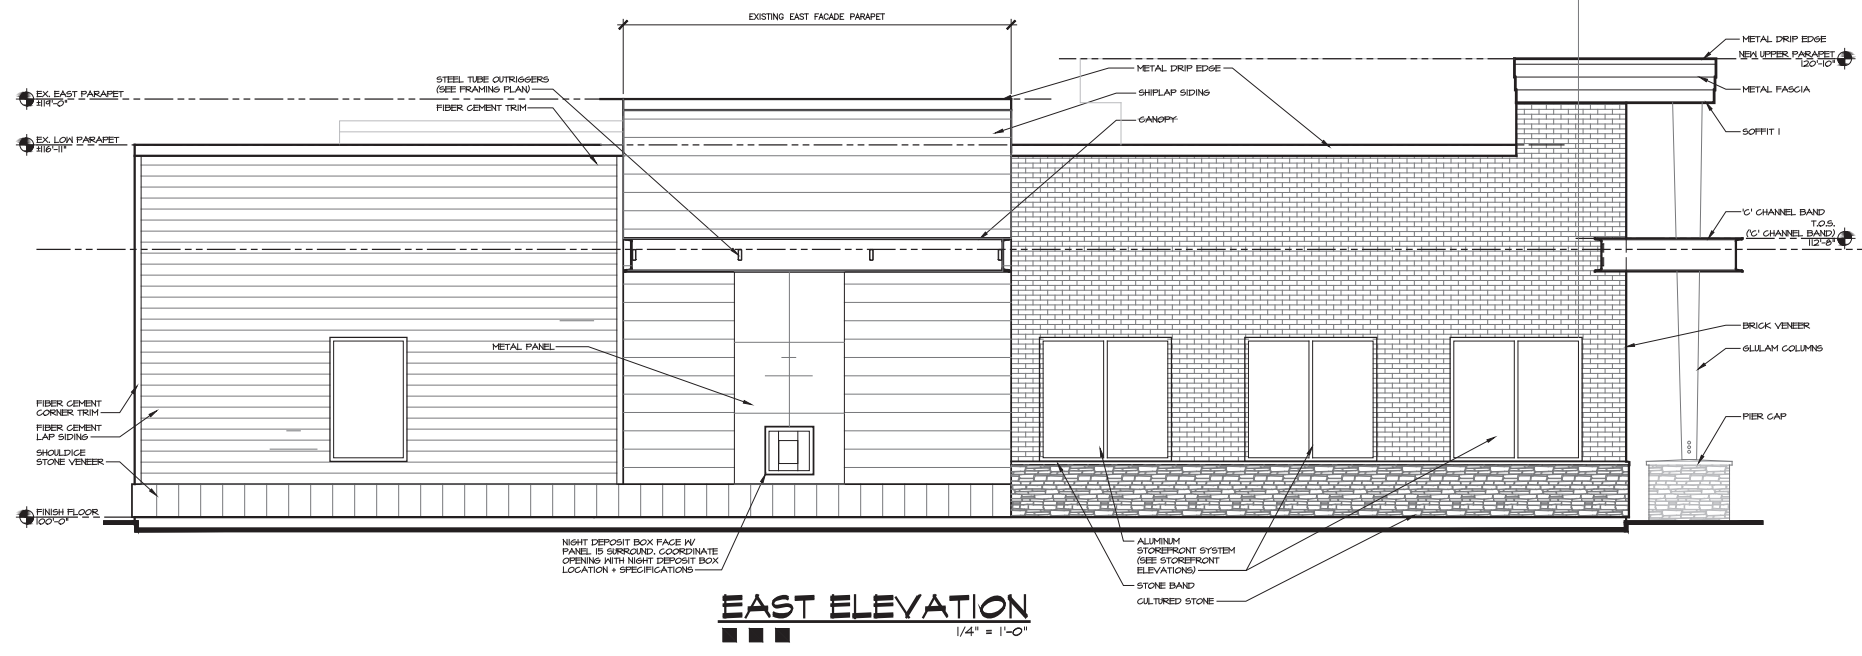 EXISTING EAST FACADE PARAPET
STEEL TUBE OUTRIGGERS
(SEE FRAMING PLAN)
FIBER CEMENT TRIM
EX. EAST PARAPET
±119'-0"
EX. LOW PARAPET
±116'-11"
METAL DRIP EDGE
SHIPLAP SIDING
CANOPY
METAL DRIP EDGE
NEW UPPER PARAPET
120'-10"
METAL FASCIA
SOFFIT 1
'C' CHANNEL BAND
T.O.S.
('C' CHANNEL BAND)
112'-8"
BRICK VENEER
GLULAM COLUMNS
PIER CAP
METAL PANEL
FIBER CEMENT
CORNER TRIM
FIBER CEMENT
LAP SIDING
SHOULDICE
STONE VENEER
FINISH FLOOR
100'-0"
NIGHT DEPOSIT BOX FACE W/
PANEL 15 SURROUND. COORDINATE
OPENING WITH NIGHT DEPOSIT BOX
LOCATION + SPECIFICATIONS
ALUMINUM
STOREFRONT SYSTEM
(SEE STOREFRONT
ELEVATIONS)
STONE BAND
CULTURED STONE
EAST ELEVATION
1/4" = 1'-0"